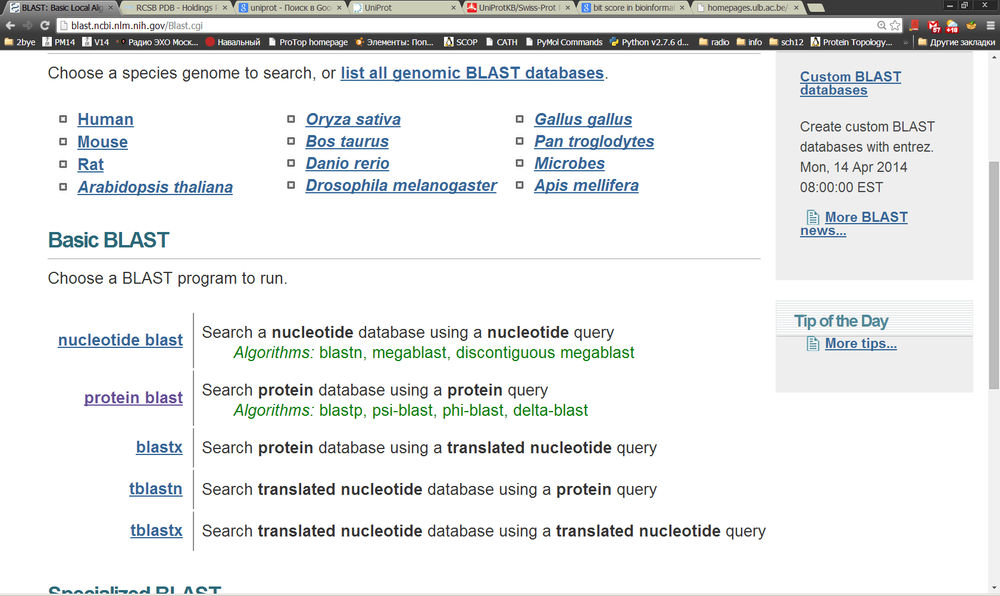 BLAST: Basic Local Alig
RCSB PDB - Holdings R
uniprot - Поиск в Goo
UniProt
UniProtKB/Swiss-Prot
bit score in bioinformat
homepages.ulb.ac.be/
blast.ncbi.nlm.nih.gov/Blast.cgi
57
+18
2bye
PM14
V14
Радио ЭХО Моск...
Навальный
ProTop homepage
Элементы: Поп...
SCOP
CATH
PyMol Commands
Python v2.7.6 d...
radio
info
sch12
Protein Topology...
»
Другие закладки
Choose a species genome to search, or list all genomic BLAST databases.
Human
Mouse
Rat
Arabidopsis thaliana
Oryza sativa
Bos taurus
Danio rerio
Drosophila melanogaster
Gallus gallus
Pan troglodytes
Microbes
Apis mellifera
Basic BLAST
Choose a BLAST program to run.
nucleotide blast
Search a nucleotide database using a nucleotide query
Algorithms: blastn, megablast, discontiguous megablast
protein blast
Search protein database using a protein query
Algorithms: blastp, psi-blast, phi-blast, delta-blast
blastx
Search protein database using a translated nucleotide query
tblastn
Search translated nucleotide database using a protein query
tblastx
Search translated nucleotide database using a translated nucleotide query
Specialized BLAST
Custom BLAST
databases
Create custom BLAST
databases with entrez.
Mon, 14 Apr 2014
08:00:00 EST
More BLAST
news...
Tip of the Day
More tips...